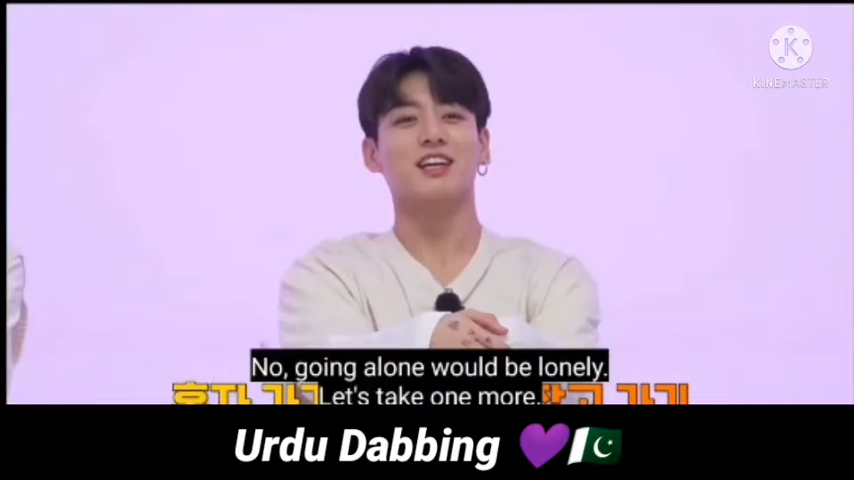 KINEMASTER
No, going alone would be lonely.
Let's take one more.
Urdu Dabbing 💜🇵🇰